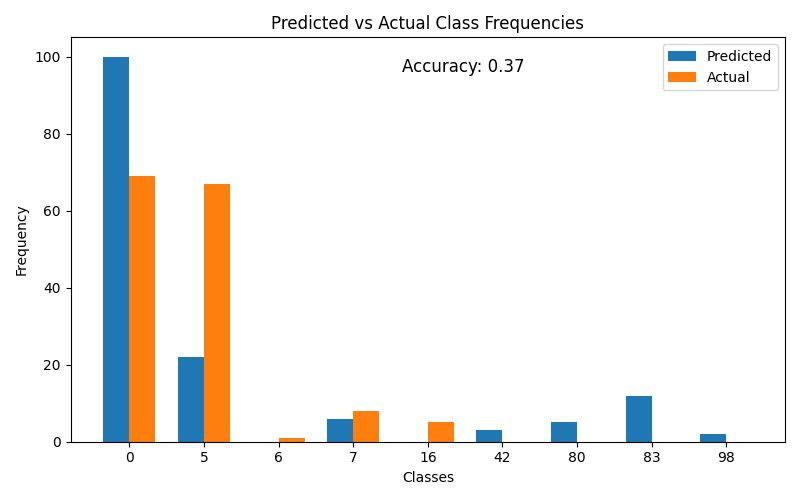 Predicted vs Actual Class Frequencies
Accuracy: 0.37
Predicted
Actual
100
80
60
40
20
0
Frequency
0 5 6 7 16 42 80 83 98
Classes